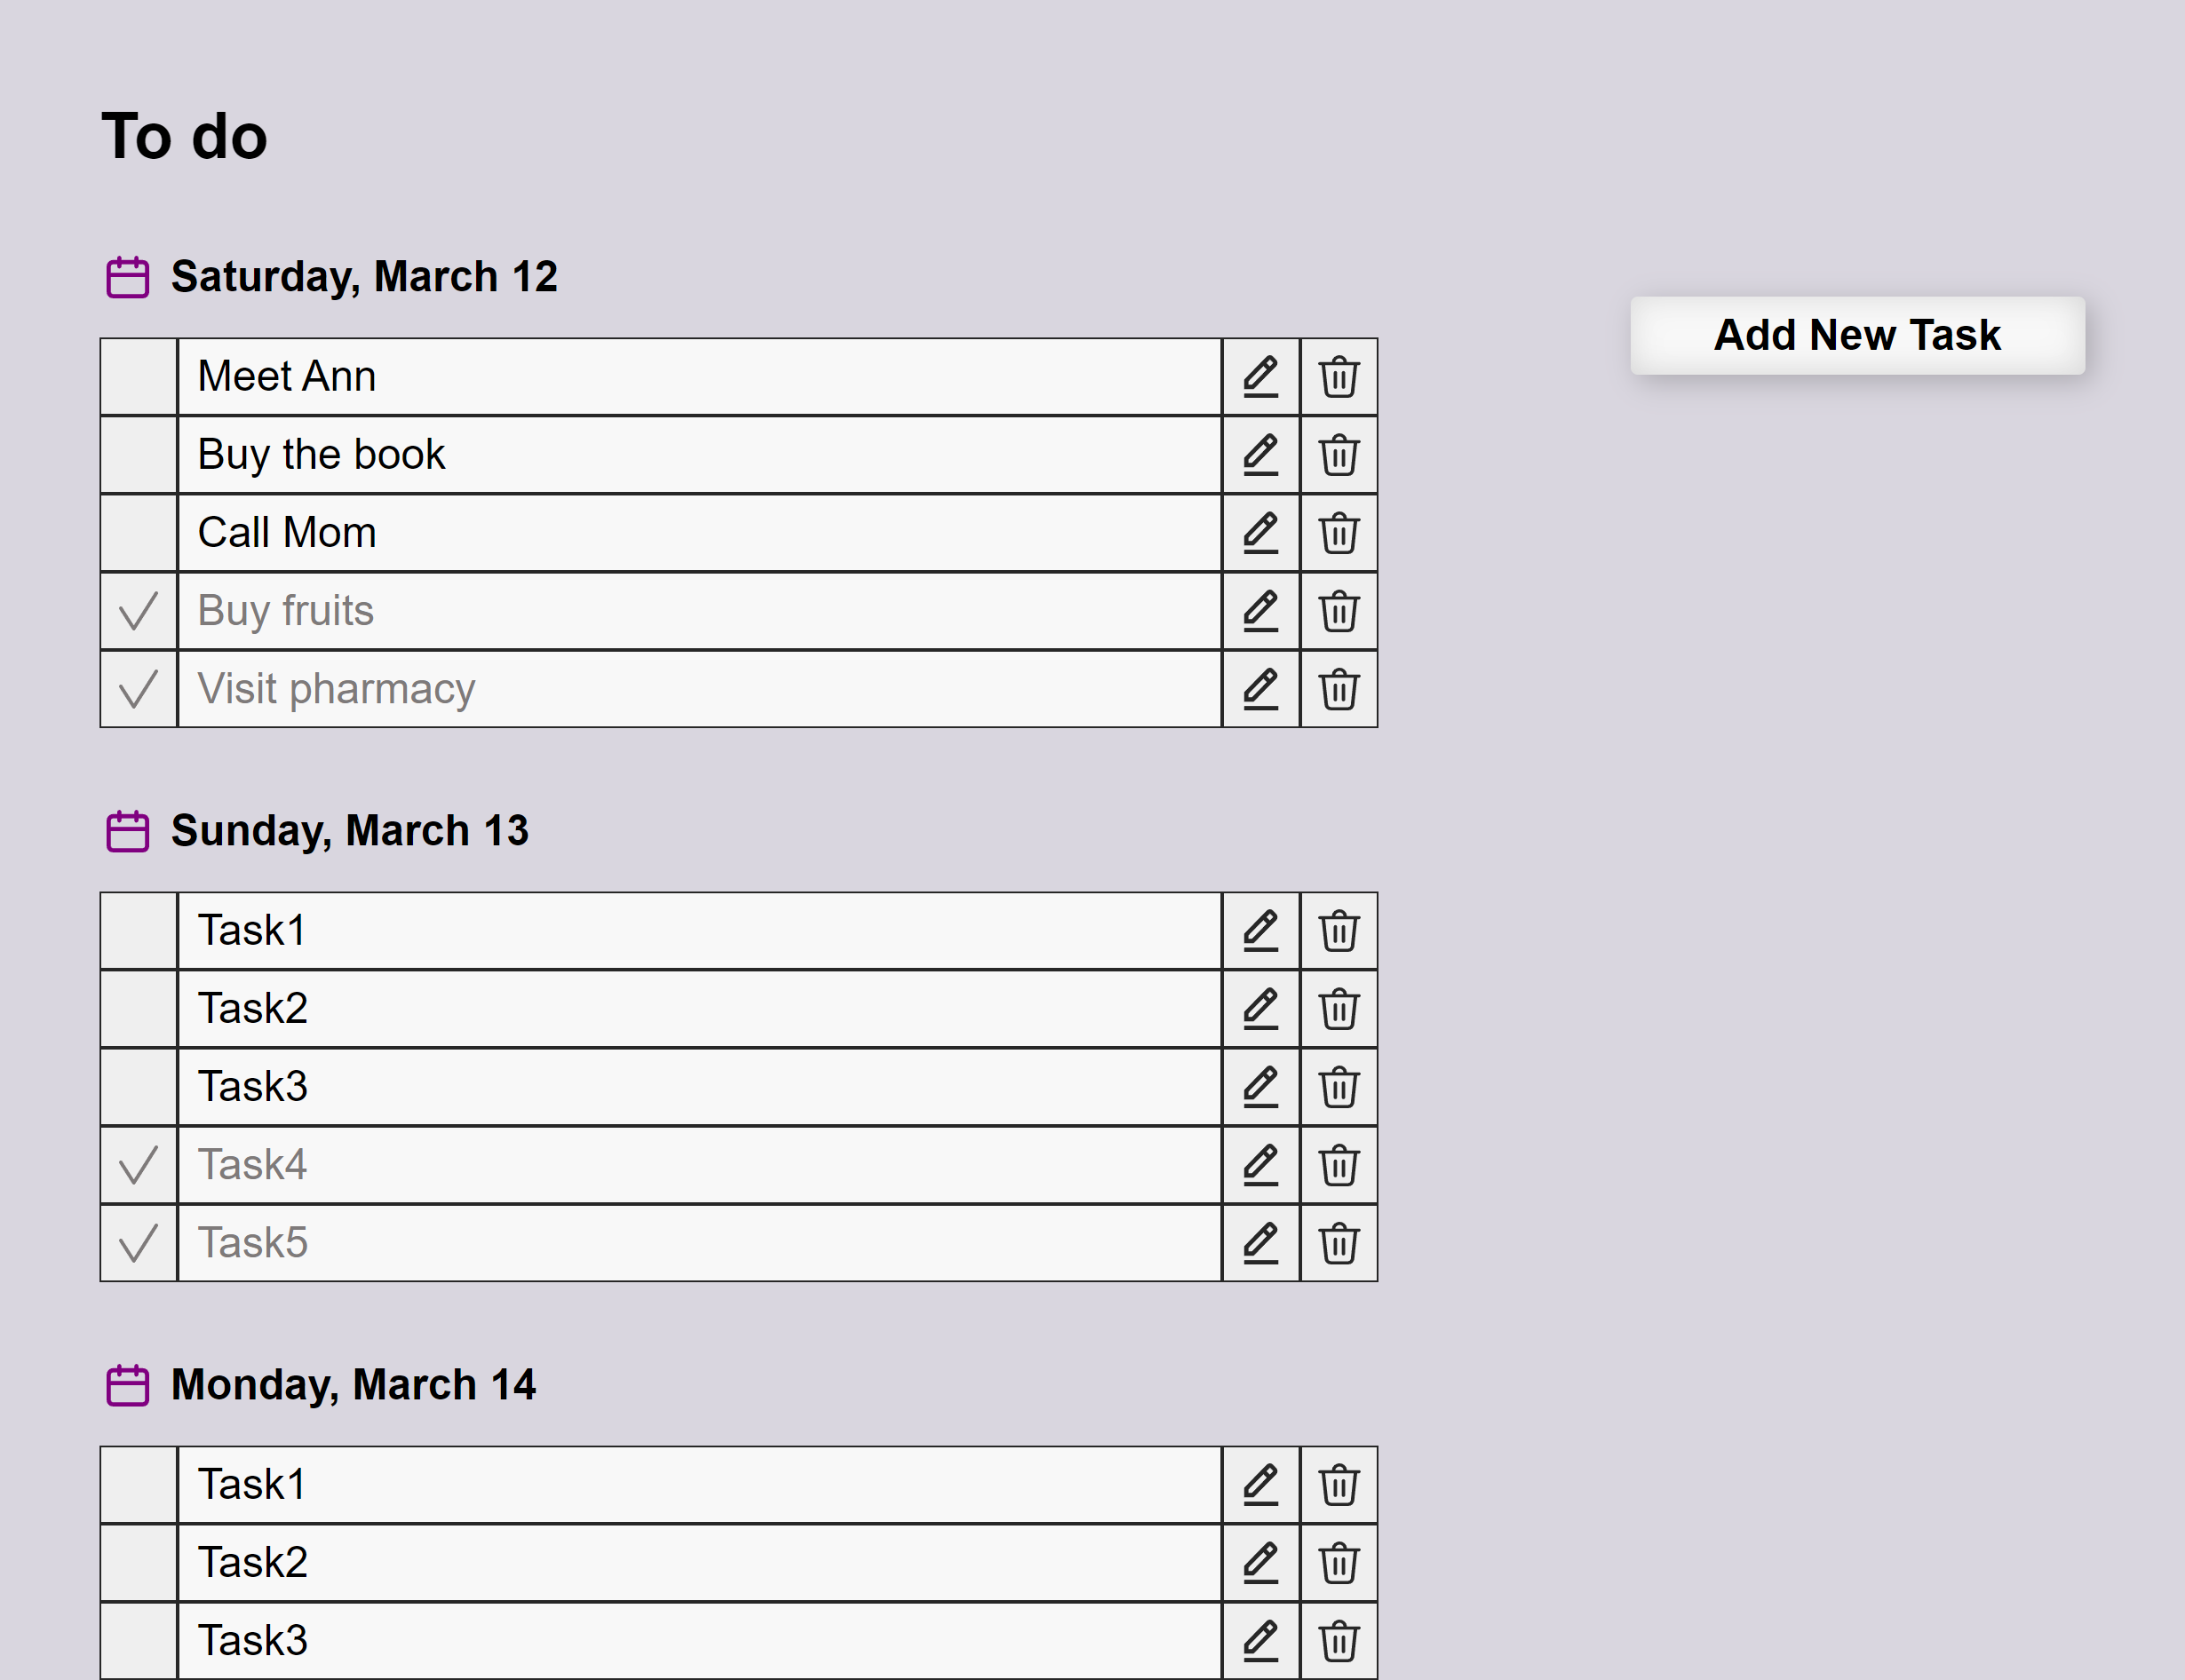 To do
Saturday, March 12
Add New Task
Meet Ann
Buy the book
Call Mom
Buy fruits
Visit pharmacy
Sunday, March 13
Task1
Task2
Task3
Task4
Task5
Monday, March 14
Task1
Task2
Task3